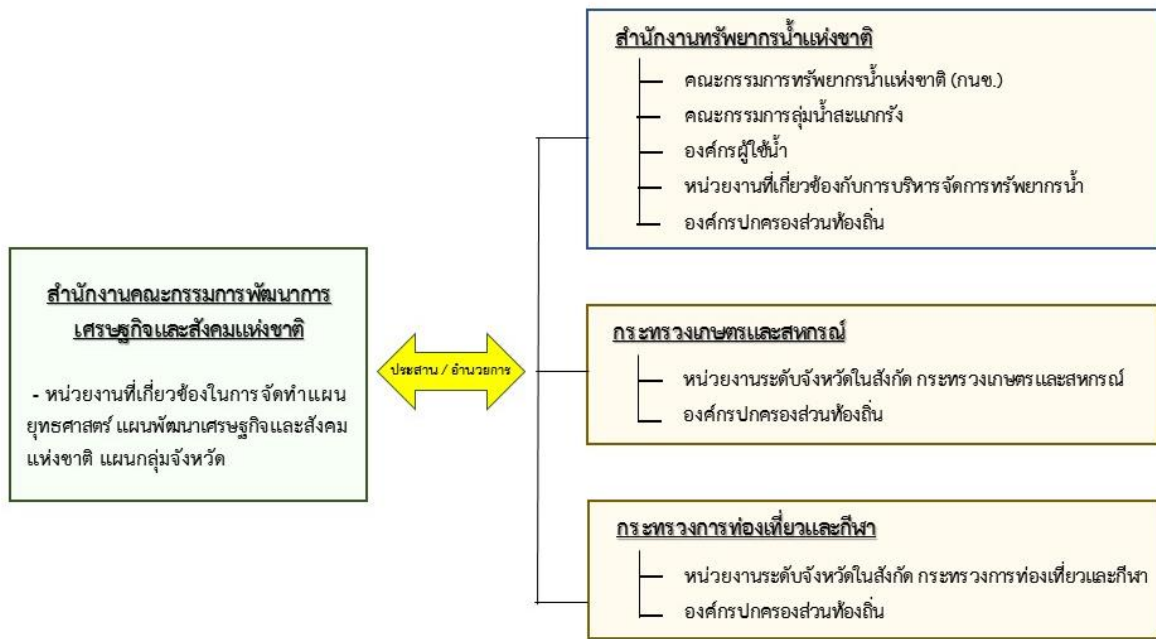 สำนักงานคณะกรรมการพัฒนาการ
เศรษฐกิจและสังคมแห่งชาติ
- หน่วยงานที่เกี่ยวข้องในการจัดทำแผน
ยุทธศาสตร์ แผนพัฒนาเศรษฐกิจและสังคม
แห่งชาติ แผนกลุ่มจังหวัด
ประสาน / อำนวยการ
สำนักงานทรัพยากรน้ำแห่งชาติ
คณะกรรมการทรัพยากรน้ำแห่งชาติ (กนช.)
คณะกรรมการลุ่มน้ำสะแกกรัง
องค์กรผู้ใช้น้ำ
หน่วยงานที่เกี่ยวข้องกับการบริหารจัดการทรัพยากรน้ำ
องค์กรปกครองส่วนท้องถิ่น
กระทรวงเกษตรและสหกรณ์
หน่วยงานระดับจังหวัดในสังกัด กระทรวงเกษตรและสหกรณ์
องค์กรปกครองส่วนท้องถิ่น
กระทรวงการท่องเที่ยวและกีฬา
หน่วยงานระดับจังหวัดในสังกัด กระทรวงการท่องเที่ยวและกีฬา
องค์กรปกครองส่วนท้องถิ่น